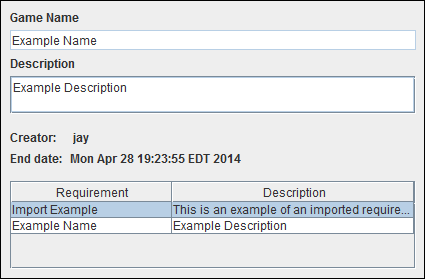 Game Name
Example Name
Description
Example Description
Creator: jay
End date: Mon Apr 28 19:23:55 EDT 2014
Requirement Description
Import Example This is an example of an imported require...
Example Name Example Description